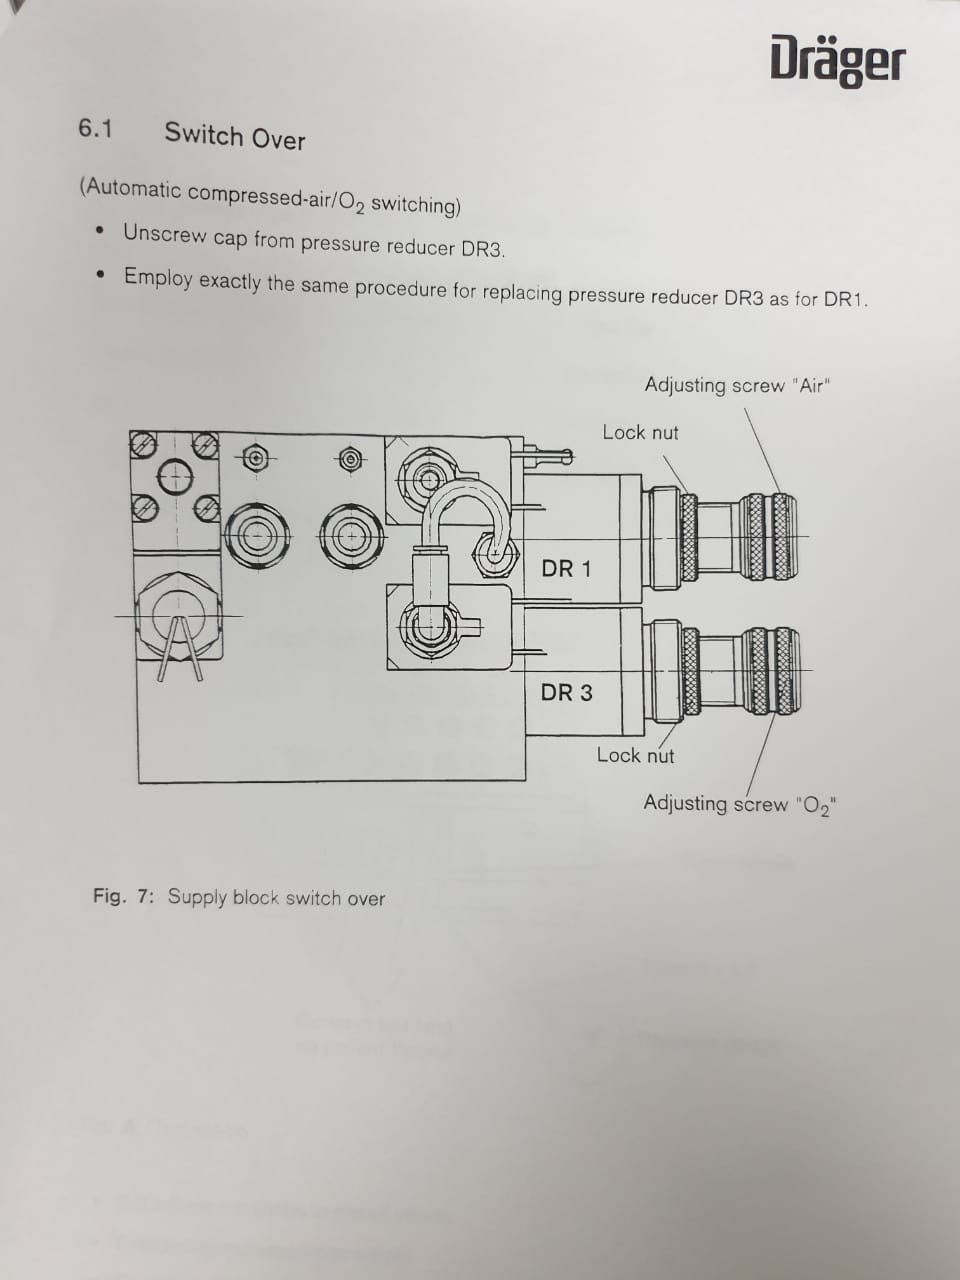 Dräger
6.1 Switch Over
(Automatic compressed-air/O₂ switching)
• Unscrew cap from pressure reducer DR3.
• Employ exactly the same procedure for replacing pressure reducer DR3 as for DR1.
Adjusting screw "Air"
Lock nut
DR 1
DR 3
Lock nut
Adjusting screw "O₂"
Fig. 7: Supply block switch over